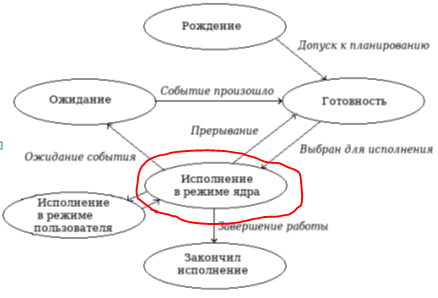 Рождение
Допуск к планированию
Событие произошло
Ожидание
Готовность
Прерывание
Ожидание события
Выбран для исполнения
Исполнение
в режиме ядра
Исполнение
в режиме
пользователя
Завершение работы
Закончил
исполнение